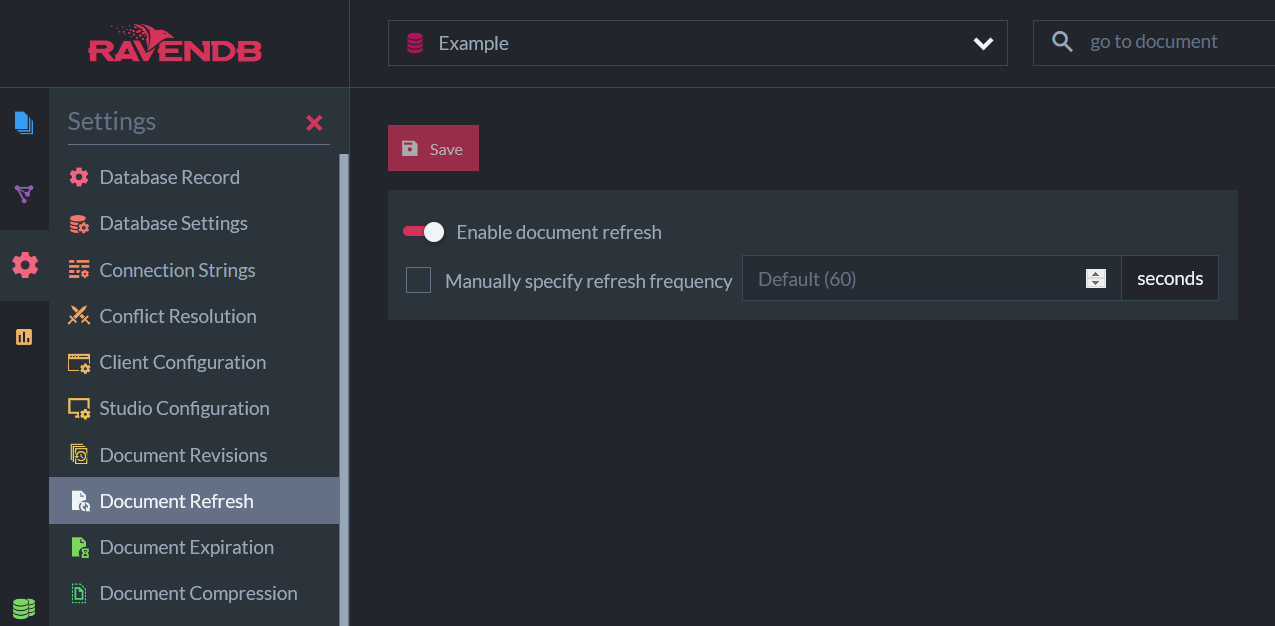 RAVENDB
Example
go to document
Settings
Database Record
Database Settings
Connection Strings
Conflict Resolution
Client Configuration
Studio Configuration
Document Revisions
Document Refresh
Document Expiration
Document Compression
Save
Enable document refresh
Manually specify refresh frequency Default (60) seconds